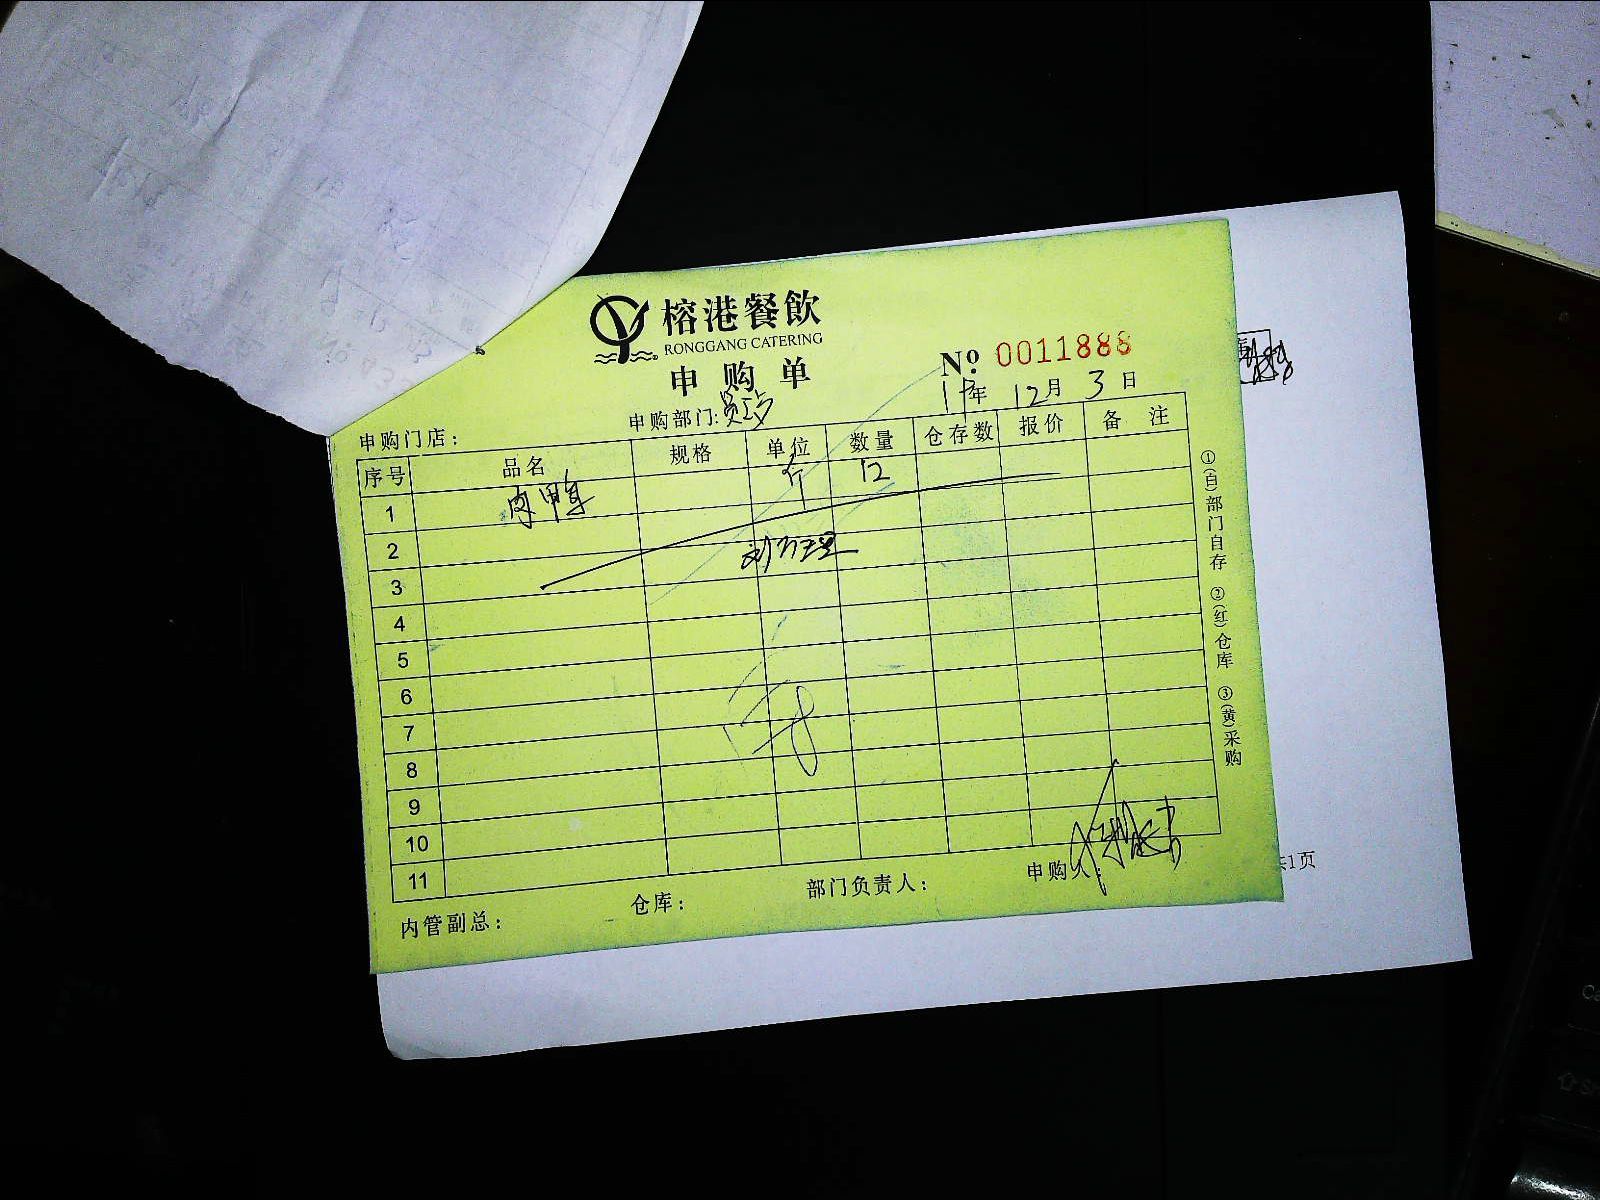 榕港餐飲
RONGGANG CATERING
申购单
№ 0011888
年 12月 3日
申购门店： 申购部门：
序号 品名 规格 单位 数量 仓存数 报价 备注
1 肉鸭 斤 12
2
3
4
5
6
7
8
9
10
11
内管副总： 仓库： 部门负责人： 申购人：
①(白)部门自存 ②(红)仓库 ③(黄)采购
共1页